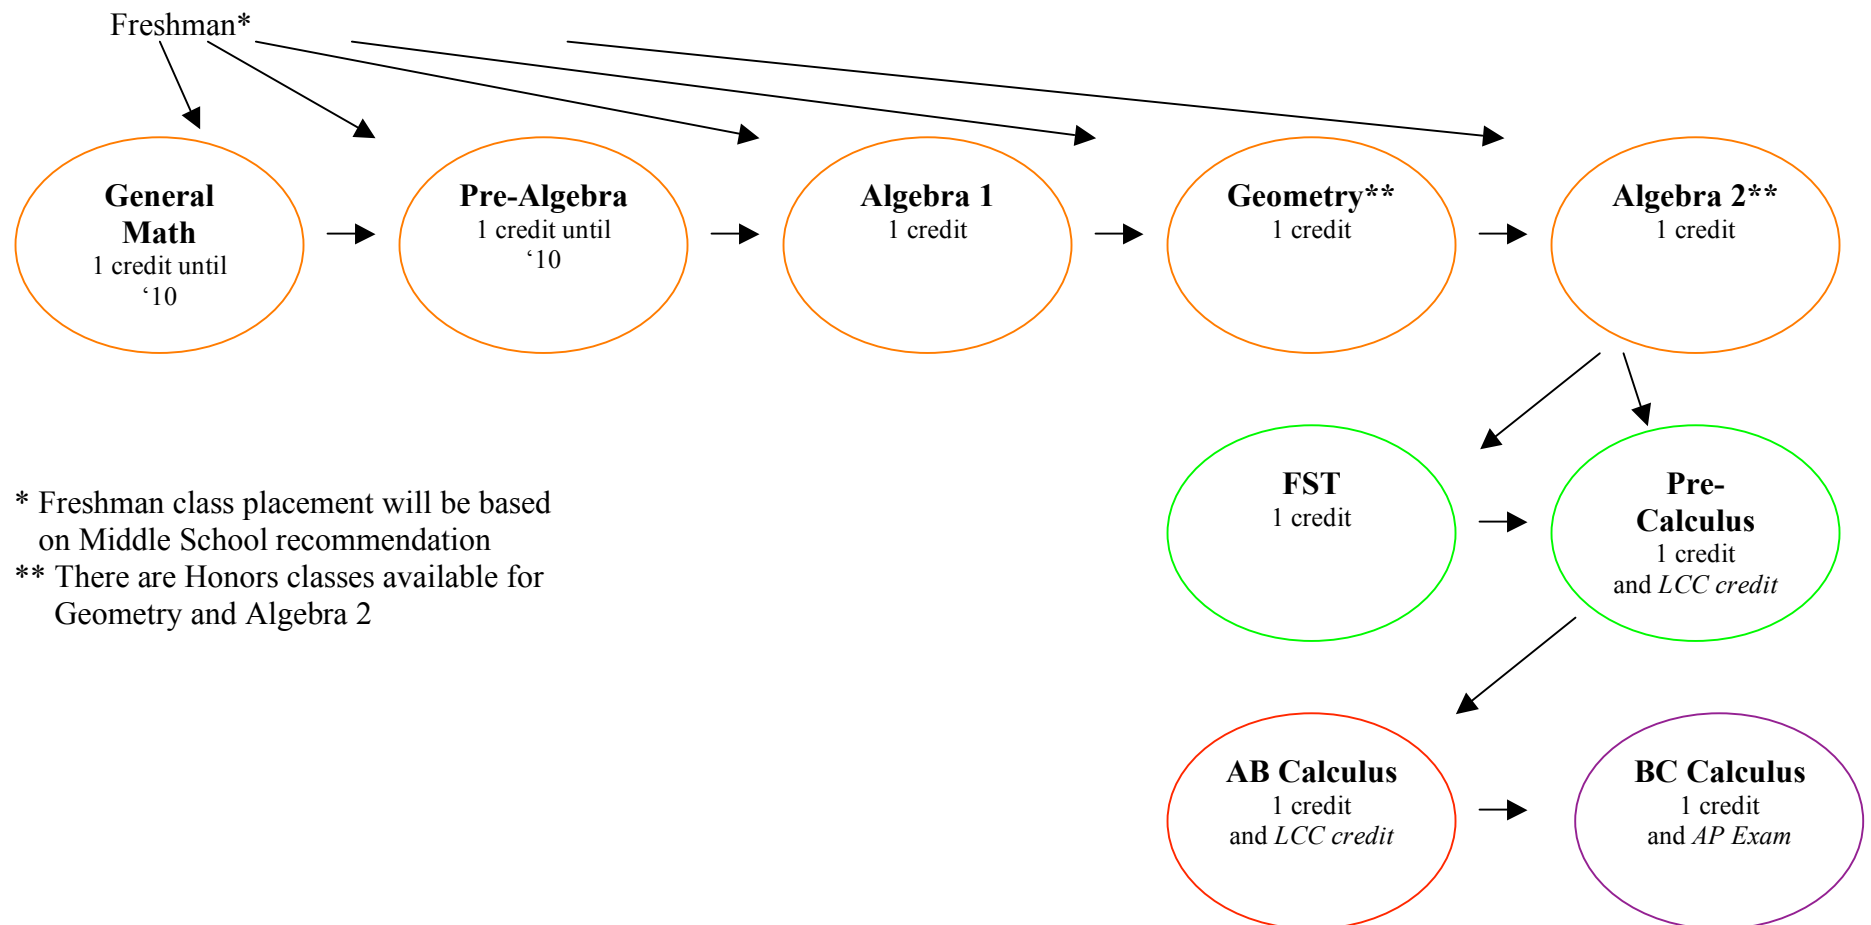 Freshman*
General
Math
1 credit until
‘10
Pre-Algebra
1 credit until
‘10
Algebra 1
1 credit
Geometry**
1 credit
Algebra 2**
1 credit
* Freshman class placement will be based
on Middle School recommendation
** There are Honors classes available for
Geometry and Algebra 2
FST
1 credit
Pre-
Calculus
1 credit
and LCC credit
AB Calculus
1 credit
and LCC credit
BC Calculus
1 credit
and AP Exam